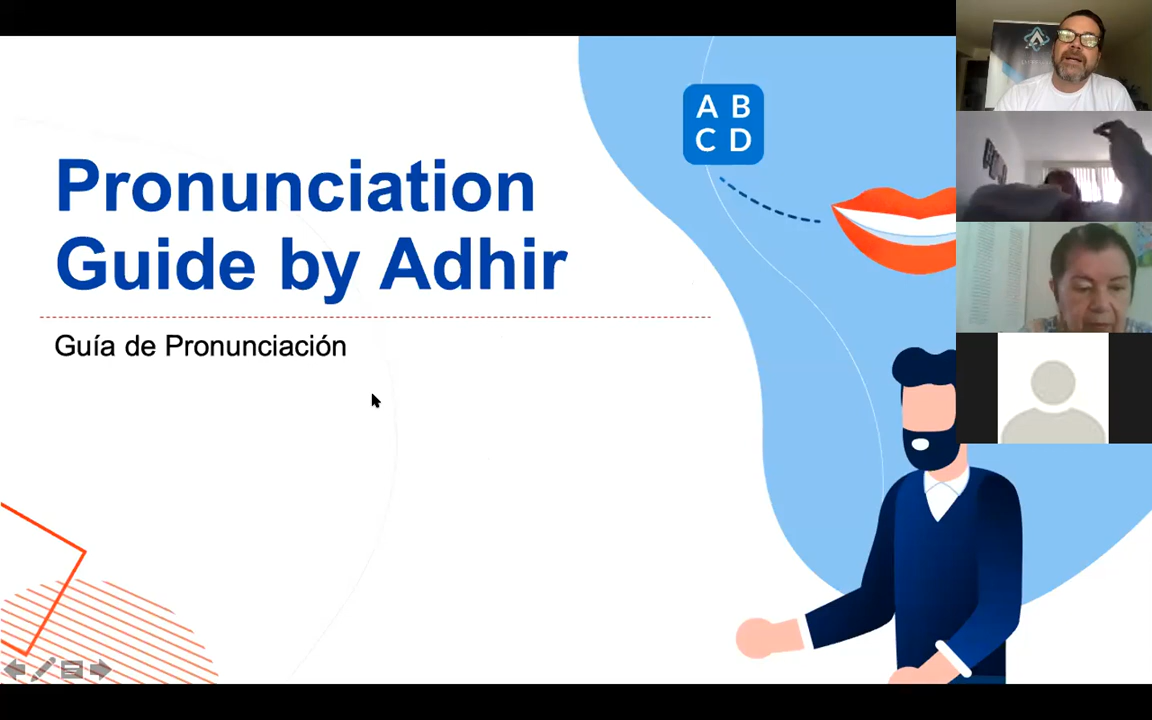 Pronunciation
Guide by Adhir
Guía de Pronunciación
A B
C D